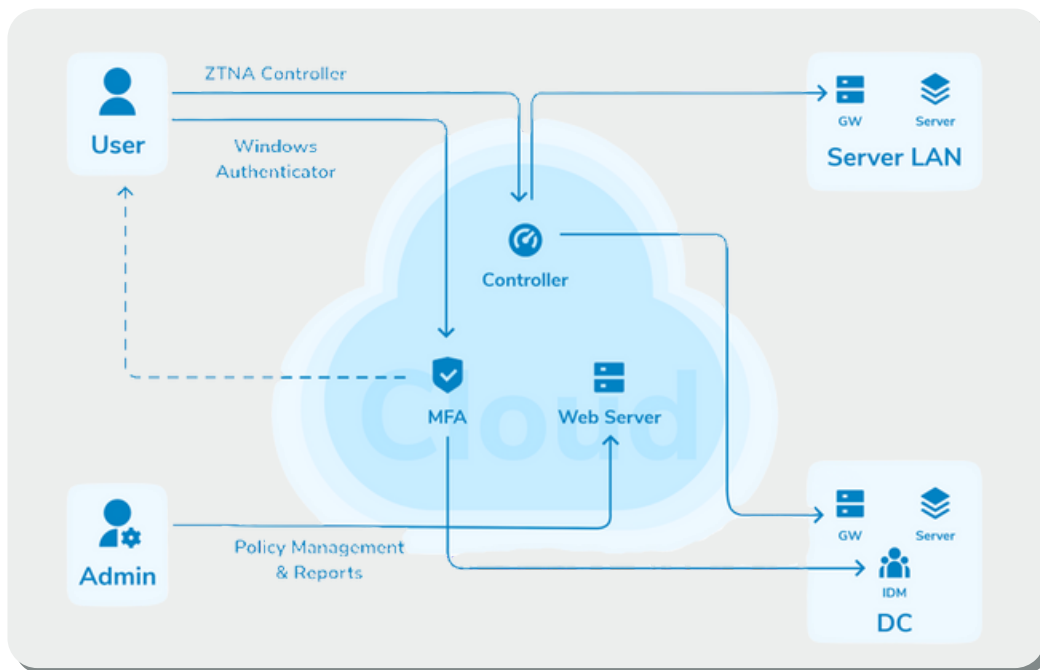 ZTNA Controller
User
Windows
Authenticator
GW
Server
Server LAN
Controller
Cloud
MFA
Web Server
Admin
Policy Management
& Reports
GW
Server
IDM
DC